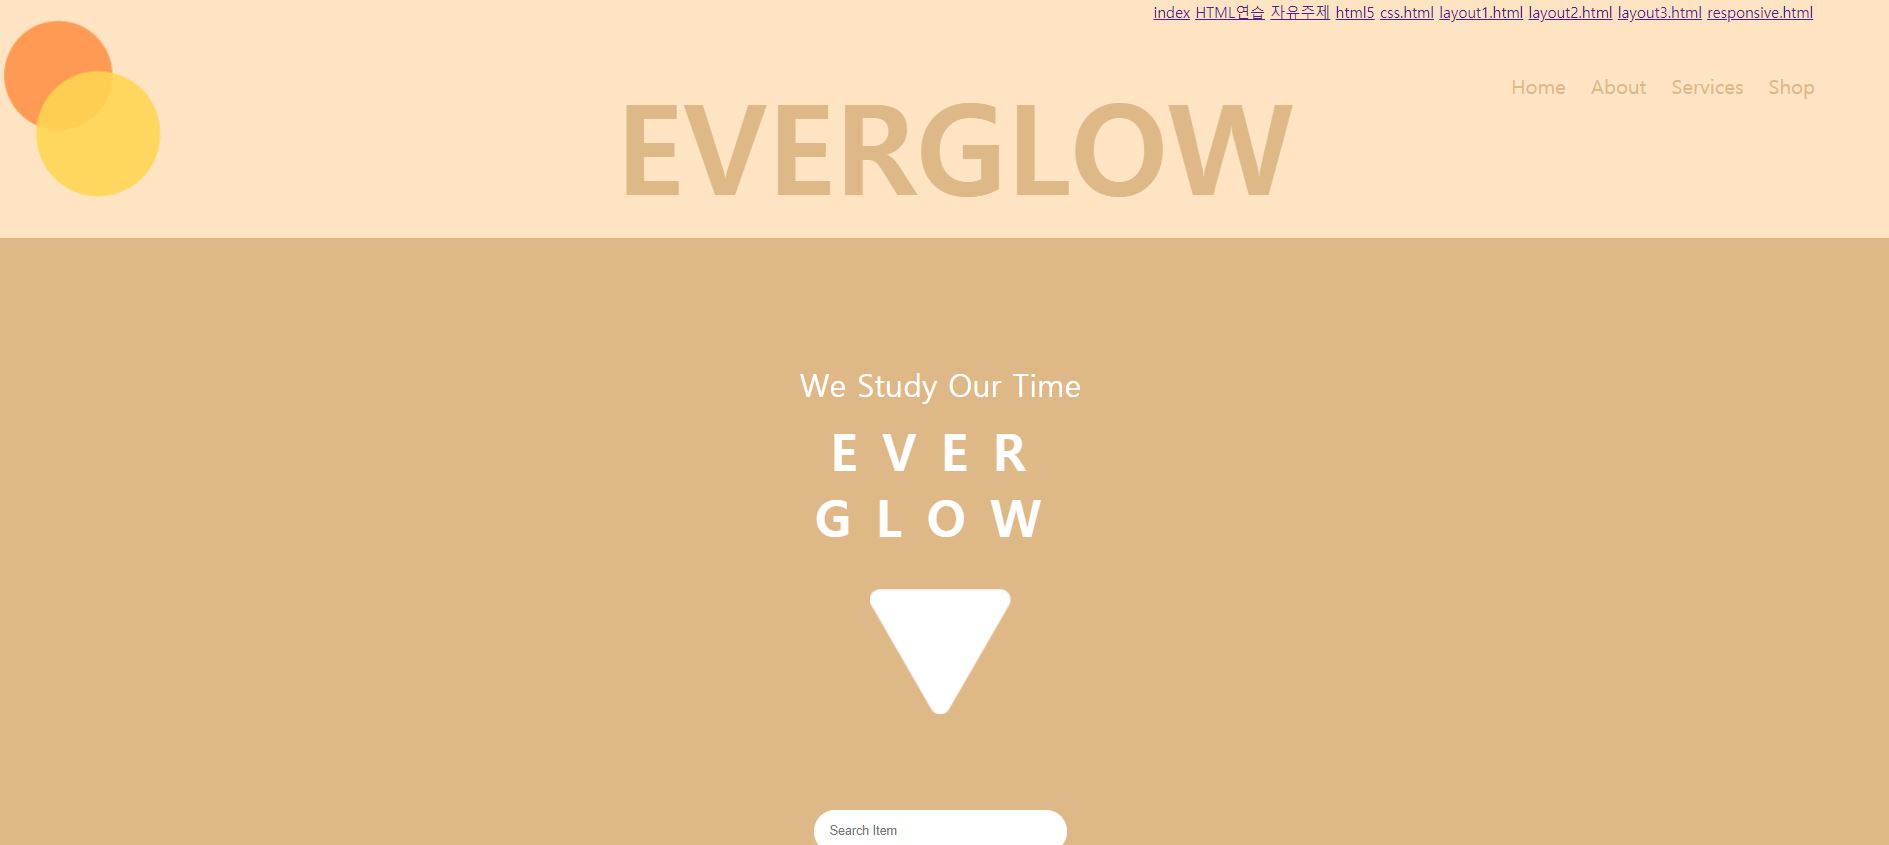 index HTML연습 자유주제 html5 css.html layout1.html layout2.html layout3.html responsive.html
Home About Services Shop
EVERGLOW
We Study Our Time
E V E R
G L O W
Search Item